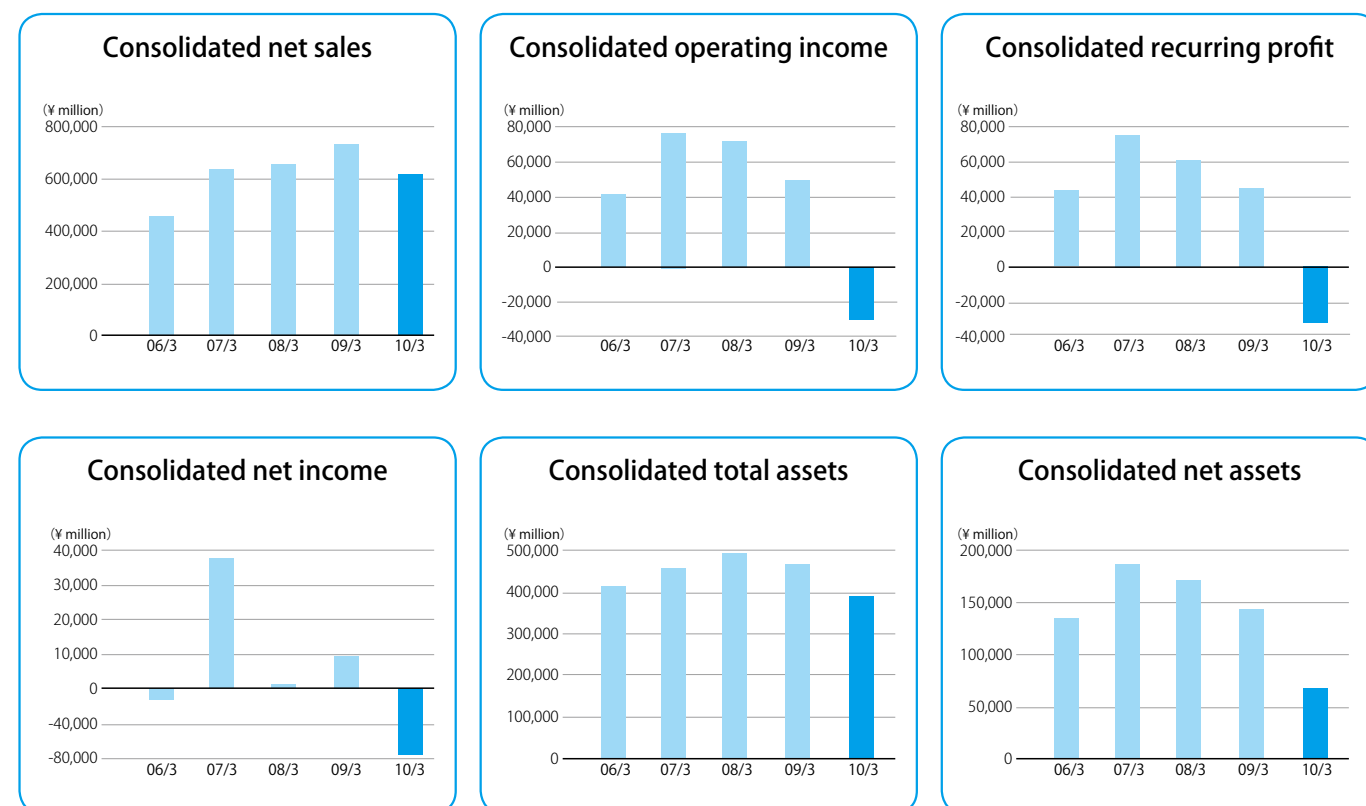 Consolidated net sales
(¥ million)
800,000
600,000
400,000
200,000
0
06/3 07/3 08/3 09/3 10/3
Consolidated operating income
(¥ million)
80,000
60,000
40,000
20,000
0
-20,000
-40,000
06/3 07/3 08/3 09/3 10/3
Consolidated recurring profit
(¥ million)
80,000
60,000
40,000
20,000
0
-20,000
-40,000
06/3 07/3 08/3 09/3 10/3
Consolidated net income
(¥ million)
40,000
30,000
20,000
10,000
0
-40,000
-80,000
06/3 07/3 08/3 09/3 10/3
Consolidated total assets
(¥ million)
500,000
400,000
300,000
200,000
100,000
0
06/3 07/3 08/3 09/3 10/3
Consolidated net assets
(¥ million)
200,000
150,000
100,000
50,000
0
06/3 07/3 08/3 09/3 10/3